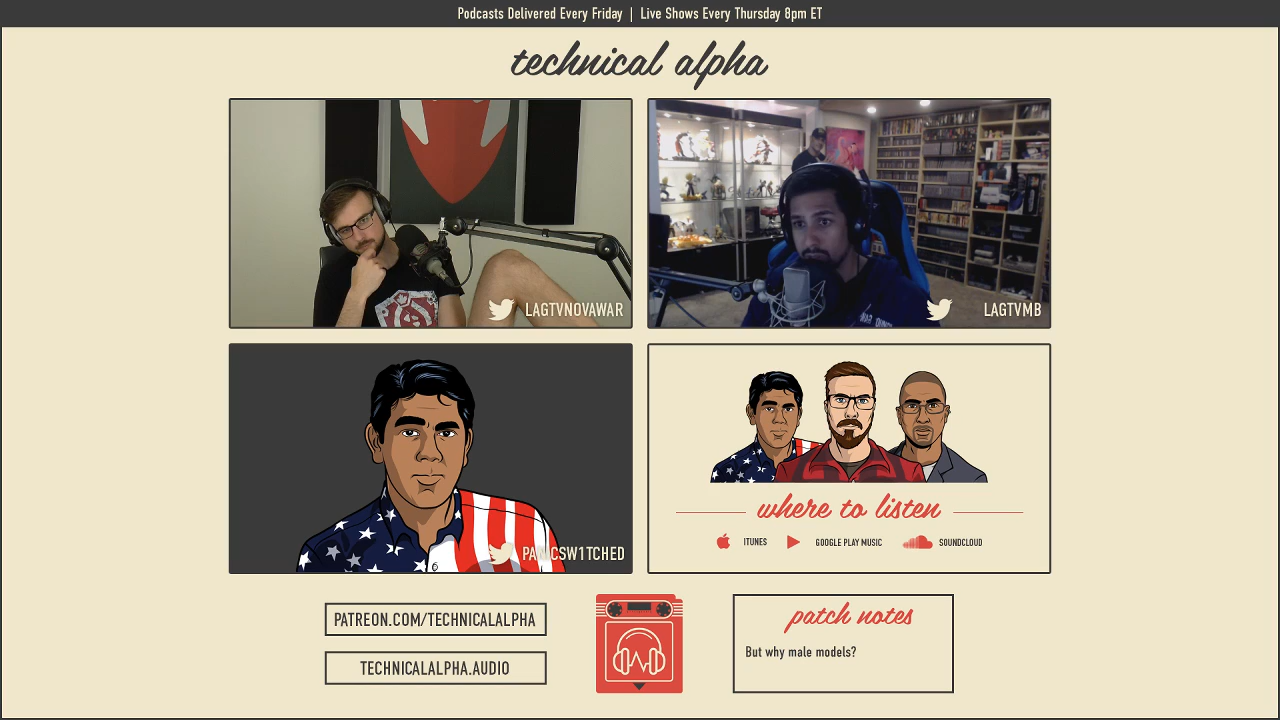 Podcasts Delivered Every Friday | Live Shows Every Thursday 8pm ET
technical alpha
LAGTVNOVAWAR
LAGTVMB
PANICSW1TCHED
where to listen
ITUNES GOOGLE PLAY MUSIC SOUNDCLOUD
PATREON.COM/TECHNICALALPHA
TECHNICALALPHA.AUDIO
patch notes
But why male models?